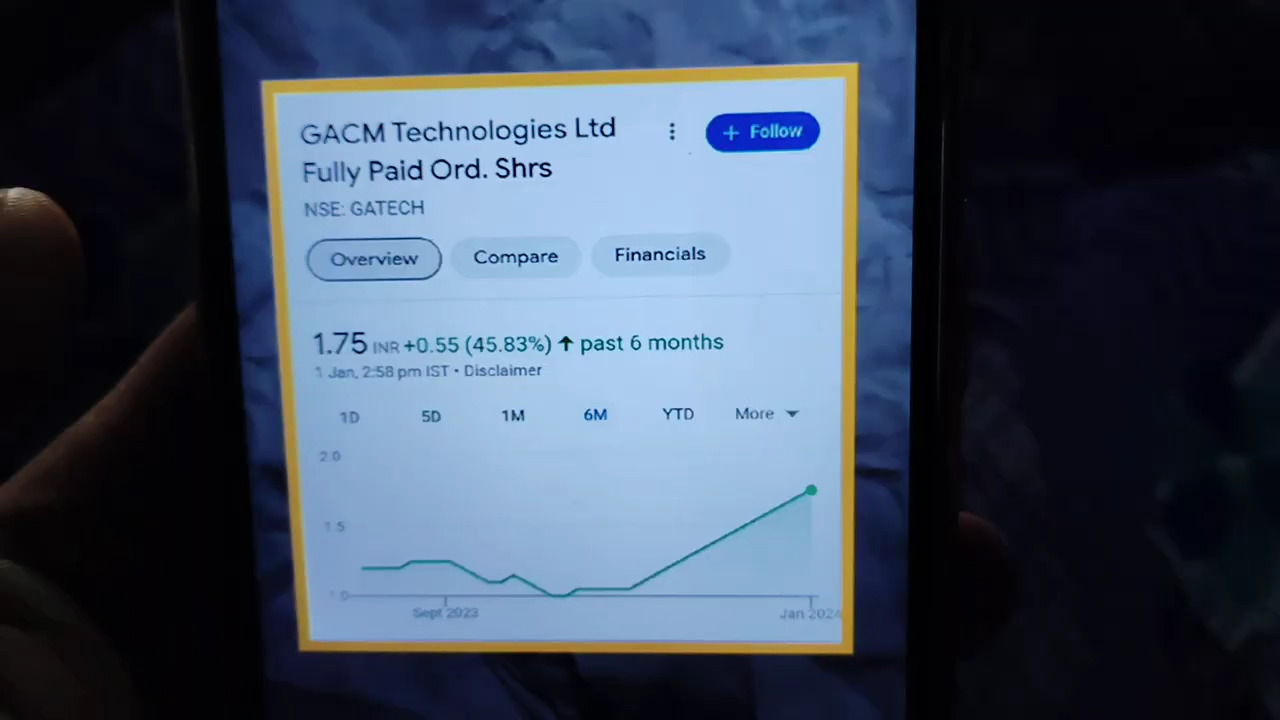 GACM Technologies Ltd
Fully Paid Ord. Shrs
+ Follow
NSE: GATECH
Overview Compare Financials
1.75 INR +0.55 (45.83%) ↑ past 6 months
1 Jan, 2:58 pm IST • Disclaimer
1D 5D 1M 6M YTD More
2.0
1.5
1.0
Sept 2023 Jan 2024